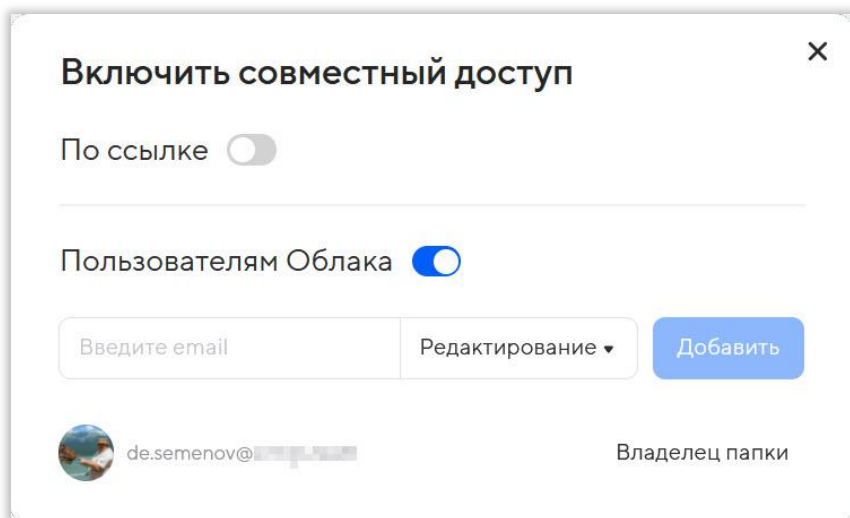 Включить совместный доступ
По ссылке
Пользователям Облака
Введите email Редактирование Добавить
de.semenov@ Владелец папки